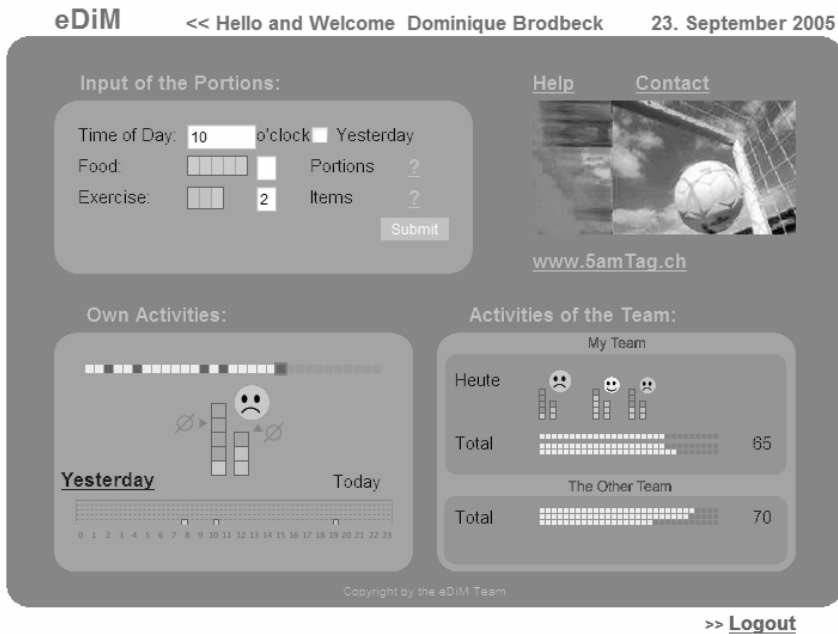 eDiM << Hello and Welcome Dominique Brodbeck 23. September 2005
Input of the Portions:
Help Contact
Time of Day: 10 o'clock Yesterday
Food: Portions ?
Exercise: 2 Items ?
Submit
www.5amTag.ch
Own Activities:
Yesterday Today
0 1 2 3 4 5 6 7 8 9 10 11 12 13 14 15 16 17 18 19 20 21 22 23
Activities of the Team:
My Team
Heute
Total 65
The Other Team
Total 70
Copyright by the eDiM Team
>> Logout